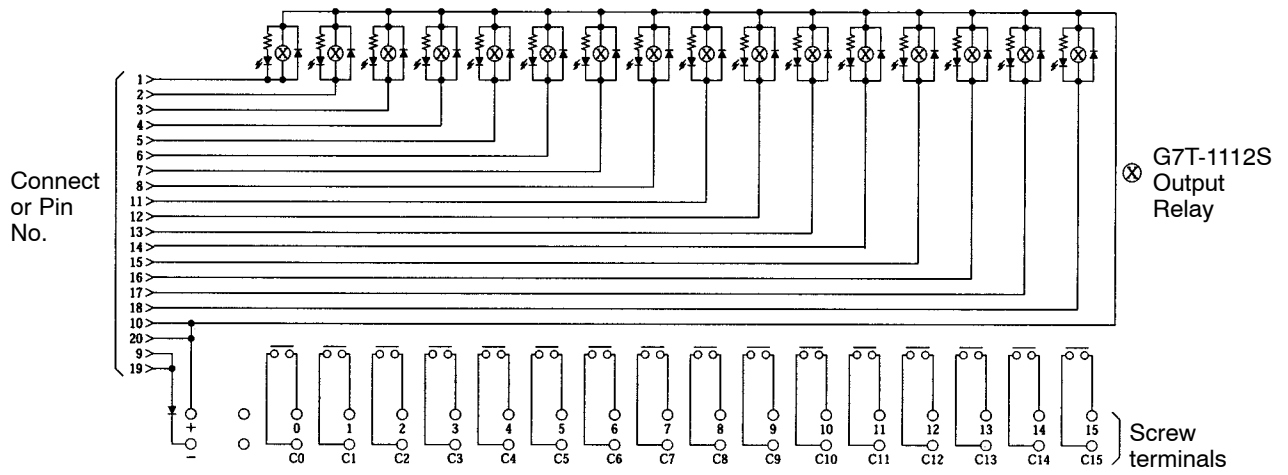 Connect
or Pin
No.
1
2
3
4
5
6
7
8
11
12
13
14
15
16
17
18
10
20
9
19
G7T-1112S
Output
Relay
+ 0 1 2 3 4 5 6 7 8 9 10 11 12 13 14 15
− C0 C1 C2 C3 C4 C5 C6 C7 C8 C9 C10 C11 C12 C13 C14 C15
Screw
terminals